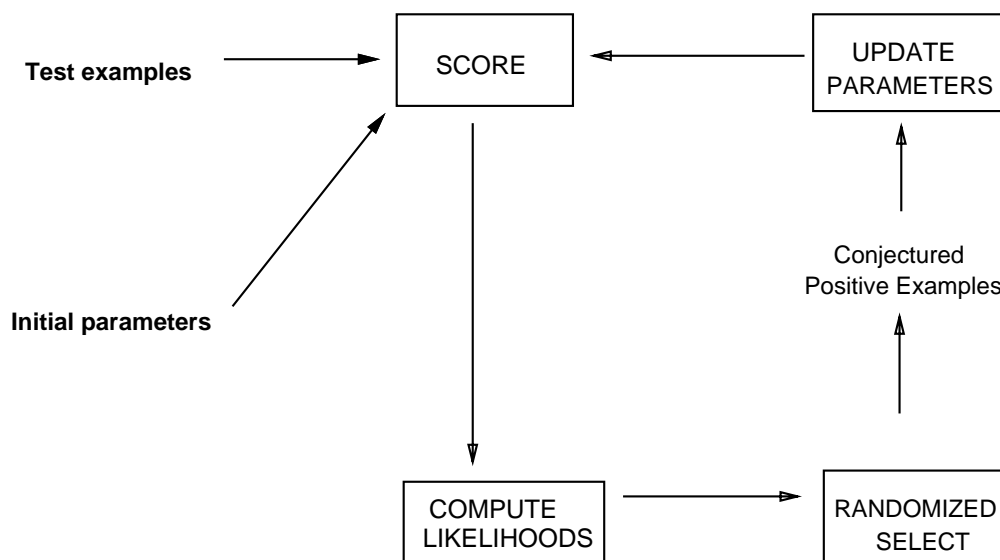 Test examples
SCORE
UPDATE
PARAMETERS
Conjectured
Positive Examples
Initial parameters
COMPUTE
LIKELIHOODS
RANDOMIZED
SELECT